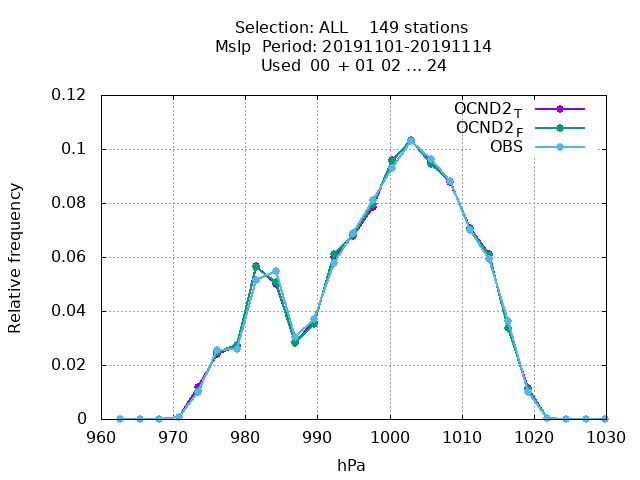 Selection: ALL    149 stations
Mslp  Period: 20191101-20191114
Used  00 + 01 02 ... 24
0.12
0.1
0.08
0.06
0.04
0.02
0
Relative frequency
OCND2_T
OCND2_F
OBS
960 970 980 990 1000 1010 1020 1030
hPa